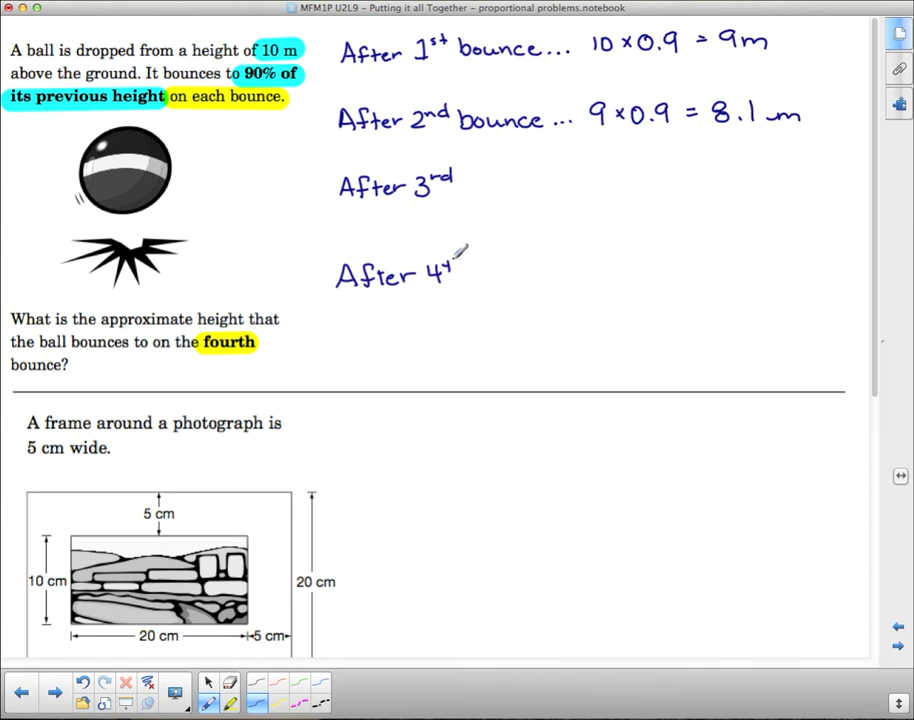 MFM1P U2L9 – Putting it all Together - proportional problems.notebook
A ball is dropped from a height of 10 m
above the ground. It bounces to 90% of
its previous height on each bounce.
After 1st bounce... 10 × 0.9 = 9m
After 2nd bounce ... 9 × 0.9 = 8.1 m
After 3rd
After 4t
What is the approximate height that
the ball bounces to on the fourth
bounce?
A frame around a photograph is
5 cm wide.
5 cm
10 cm
20 cm
20 cm
5 cm